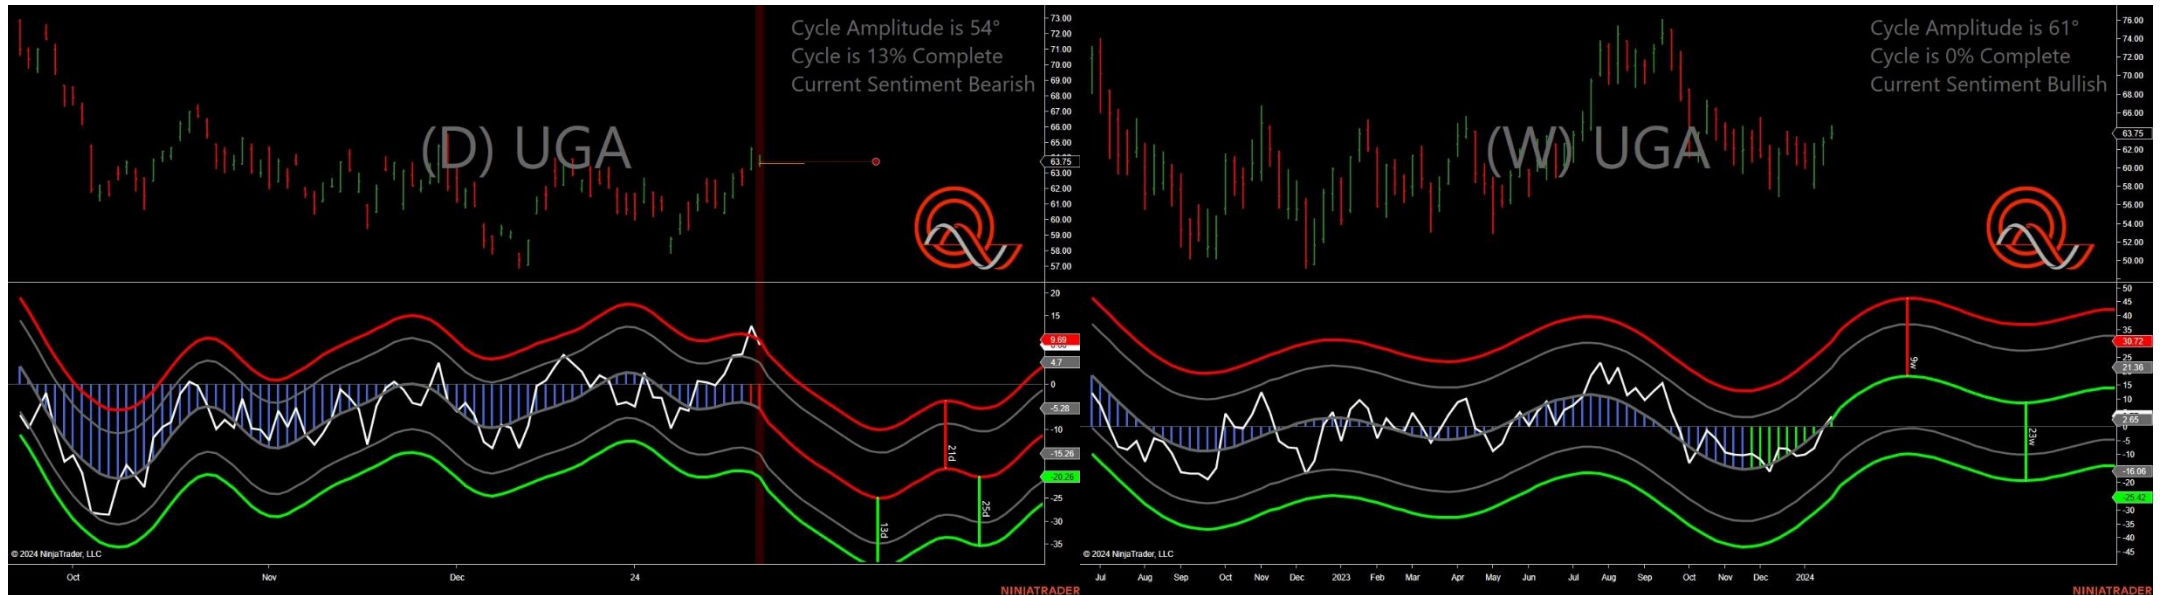 Cycle Amplitude is 54°
Cycle is 13% Complete
Current Sentiment Bearish
(D) UGA
73.00
72.00
71.00
70.00
69.00
68.00
67.00
66.00
65.00
63.75
63.00
62.00
61.00
60.00
59.00
58.00
57.00
20
15
9.69
4.7
0
-5.28
-10
-15.26
-20.26
-25
-30
-35
21d
13d
25d
© 2024 NinjaTrader, LLC
Oct
Nov
Dec
24
NINJATRADER
Cycle Amplitude is 61°
Cycle is 0% Complete
Current Sentiment Bullish
(W) UGA
76.00
74.00
72.00
70.00
68.00
66.00
63.75
62.00
60.00
58.00
56.00
54.00
52.00
50.00
50
45
40
35
30.72
25
21.36
15
10
5
2.65
0
-5
-10
-16.06
-20
-25.42
-30
-35
-40
-45
9w
23w
© 2024 NinjaTrader, LLC
Jul
Aug
Sep
Oct
Nov
Dec
2023
Feb
Mar
Apr
May
Jun
Jul
Aug
Sep
Oct
Nov
Dec
2024
NINJATRADER